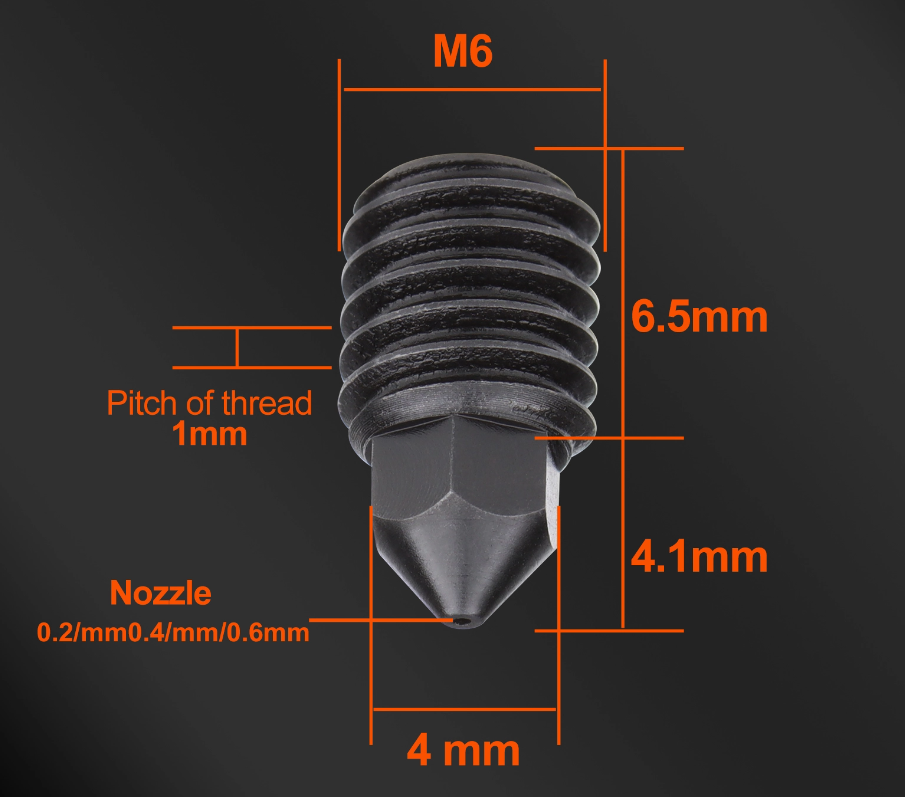 M6
6.5mm
Pitch of thread
1mm
4.1mm
Nozzle
0.2/mm0.4/mm/0.6mm
4 mm